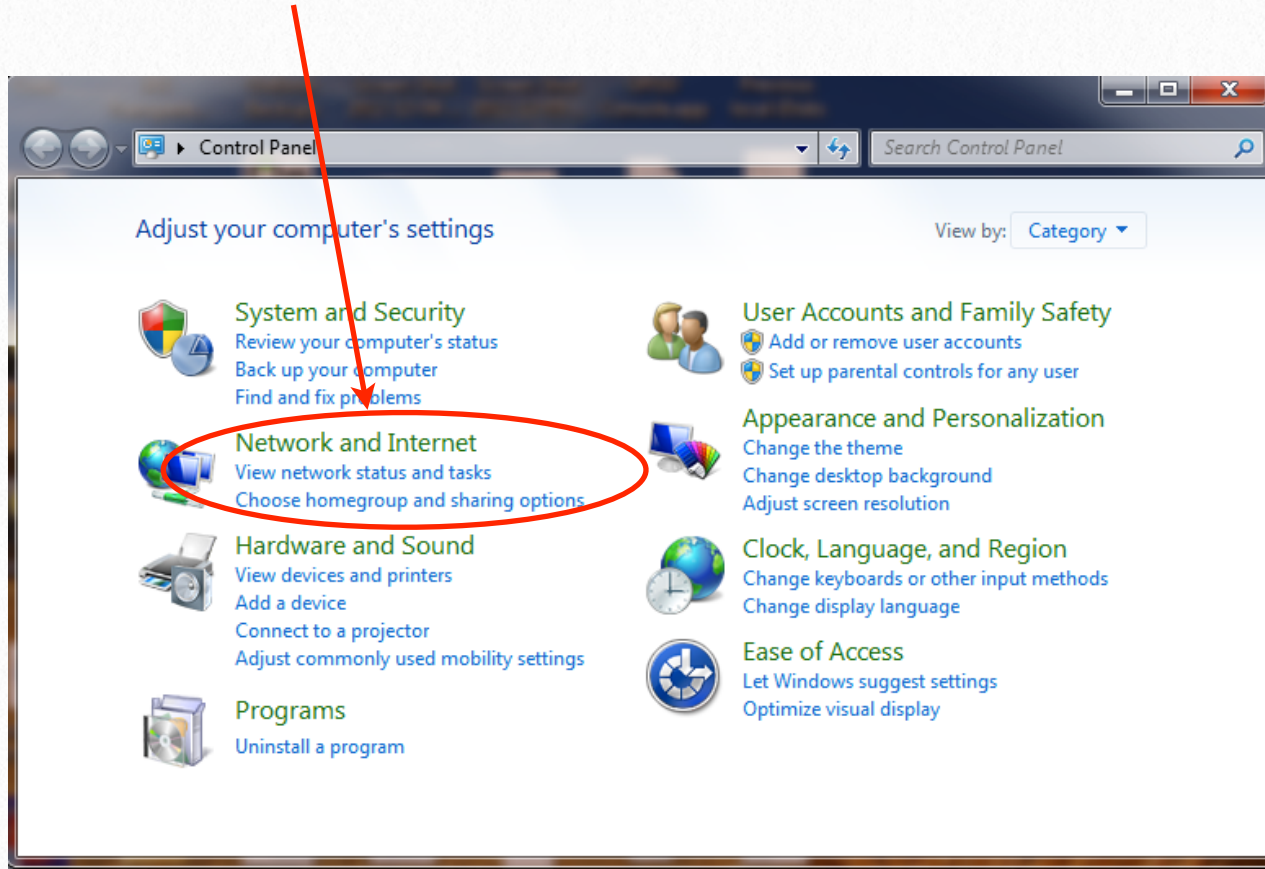 Control Panel
Search Control Panel
Adjust your computer's settings
View by: Category
System and Security
Review your computer's status
Back up your computer
Find and fix problems
Network and Internet
View network status and tasks
Choose homegroup and sharing options
Hardware and Sound
View devices and printers
Add a device
Connect to a projector
Adjust commonly used mobility settings
Programs
Uninstall a program
User Accounts and Family Safety
Add or remove user accounts
Set up parental controls for any user
Appearance and Personalization
Change the theme
Change desktop background
Adjust screen resolution
Clock, Language, and Region
Change keyboards or other input methods
Change display language
Ease of Access
Let Windows suggest settings
Optimize visual display